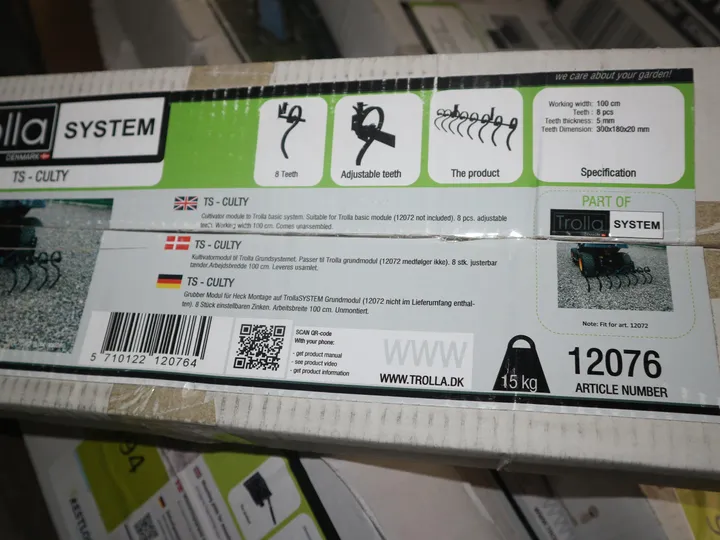 we care about your garden!
SYSTEM
DENMARK
TS - CULTY
8 Teeth
Adjustable teeth
The product
Working width: 100 cm
Teeth: 8 pcs
Teeth thickness: 5 mm
Teeth Dimension: 300x180x20 mm
Specification
TS - CULTY
Cultivator module to Trolla basic system. Suitable for Trolla basic module (12072 not included). 8 pcs. adjustable
teeth. Working width 100 cm. Comes unassembled.
TS - CULTY
Kultivatormodul til Trolla Grundsystemet. Passer til Trolla grundmodul (12072 medfølger ikke). 8 stk. justerbar
tænder. Arbejdsbredde 100 cm. Leveres usamlet.
TS - CULTY
Grubber Modul für Heck Montage auf TrollaSYSTEM Grundmodul (12072 nicht im Lieferumfang enthal-
ten). 8 Stück einstellbaren Zinken. Arbeitsbreite 100 cm. Unmontiert.
PART OF
Trolla SYSTEM
Note: Fit for art. 12072
5 710122 120764
SCAN QR-code
With your phone:
- get product manual
- see product video
- get product information
WWW
WWW.TROLLA.DK
15 kg
12076
ARTICLE NUMBER
94